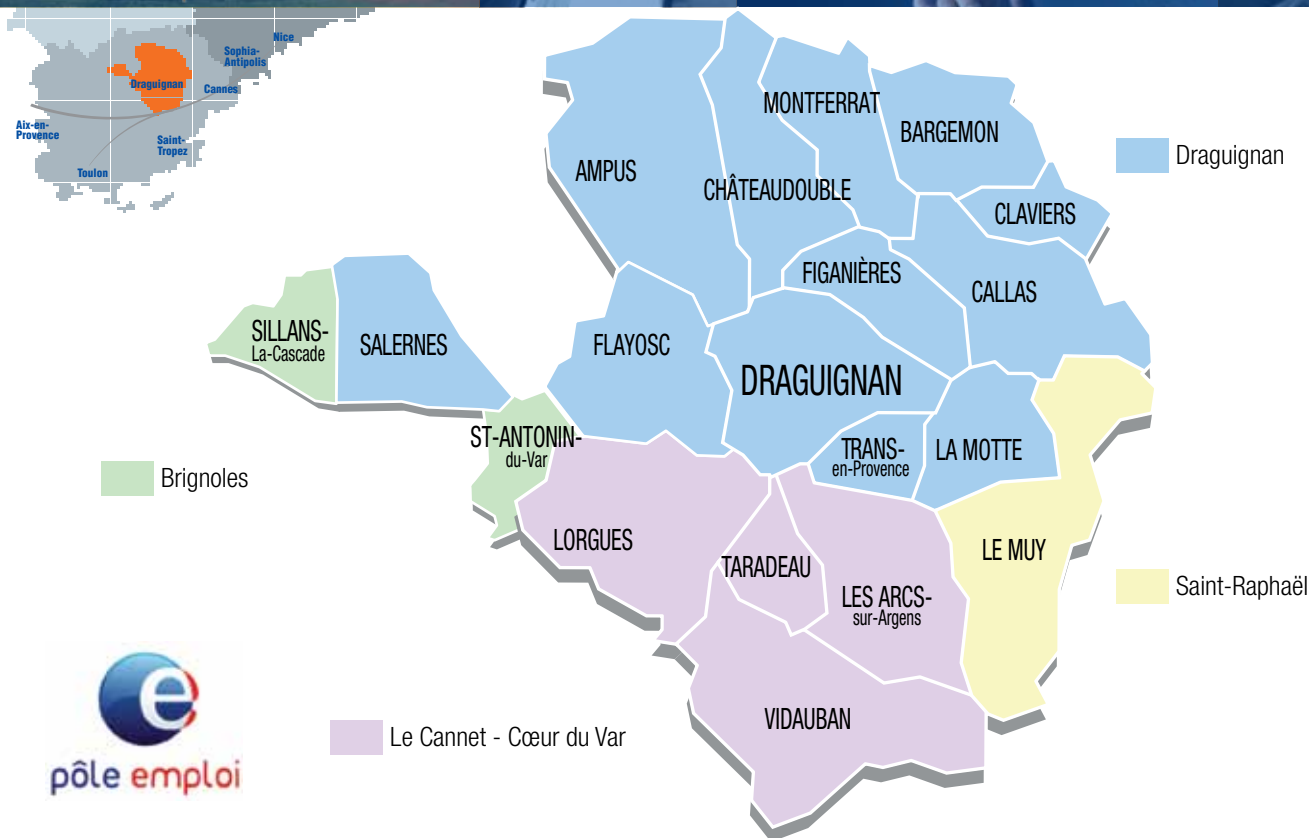 Nice
Sophia-
Antipolis
Draguignan
Cannes
Aix-en-
Provence
Saint-
Tropez
Toulon
MONTFERRAT
BARGEMON
AMPUS
CHÂTEAUDOUBLE
CLAVIERS
FIGANIÈRES
CALLAS
SILLANS-
La-Cascade
SALERNES
FLAYOSC
DRAGUIGNAN
ST-ANTONIN-
du-Var
TRANS-
en-Provence
LA MOTTE
LORGUES
TARADEAU
LES ARCS-
sur-Argens
LE MUY
VIDAUBAN
Draguignan
Brignoles
Saint-Raphaël
Le Cannet - Cœur du Var
e
pôle emploi